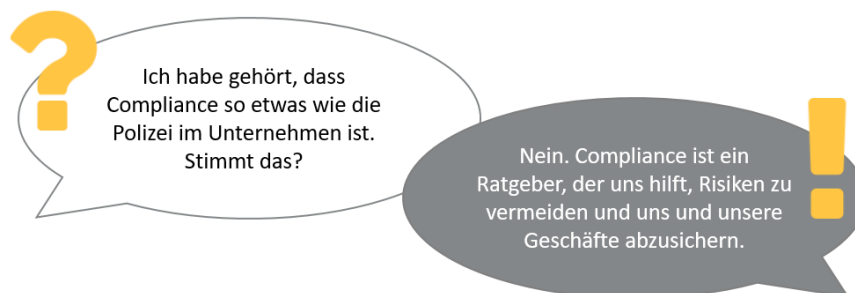 ?
Ich habe gehört, dass
Compliance so etwas wie die
Polizei im Unternehmen ist.
Stimmt das?
!
Nein. Compliance ist ein
Ratgeber, der uns hilft, Risiken zu
vermeiden und uns und unsere
Geschäfte abzusichern.